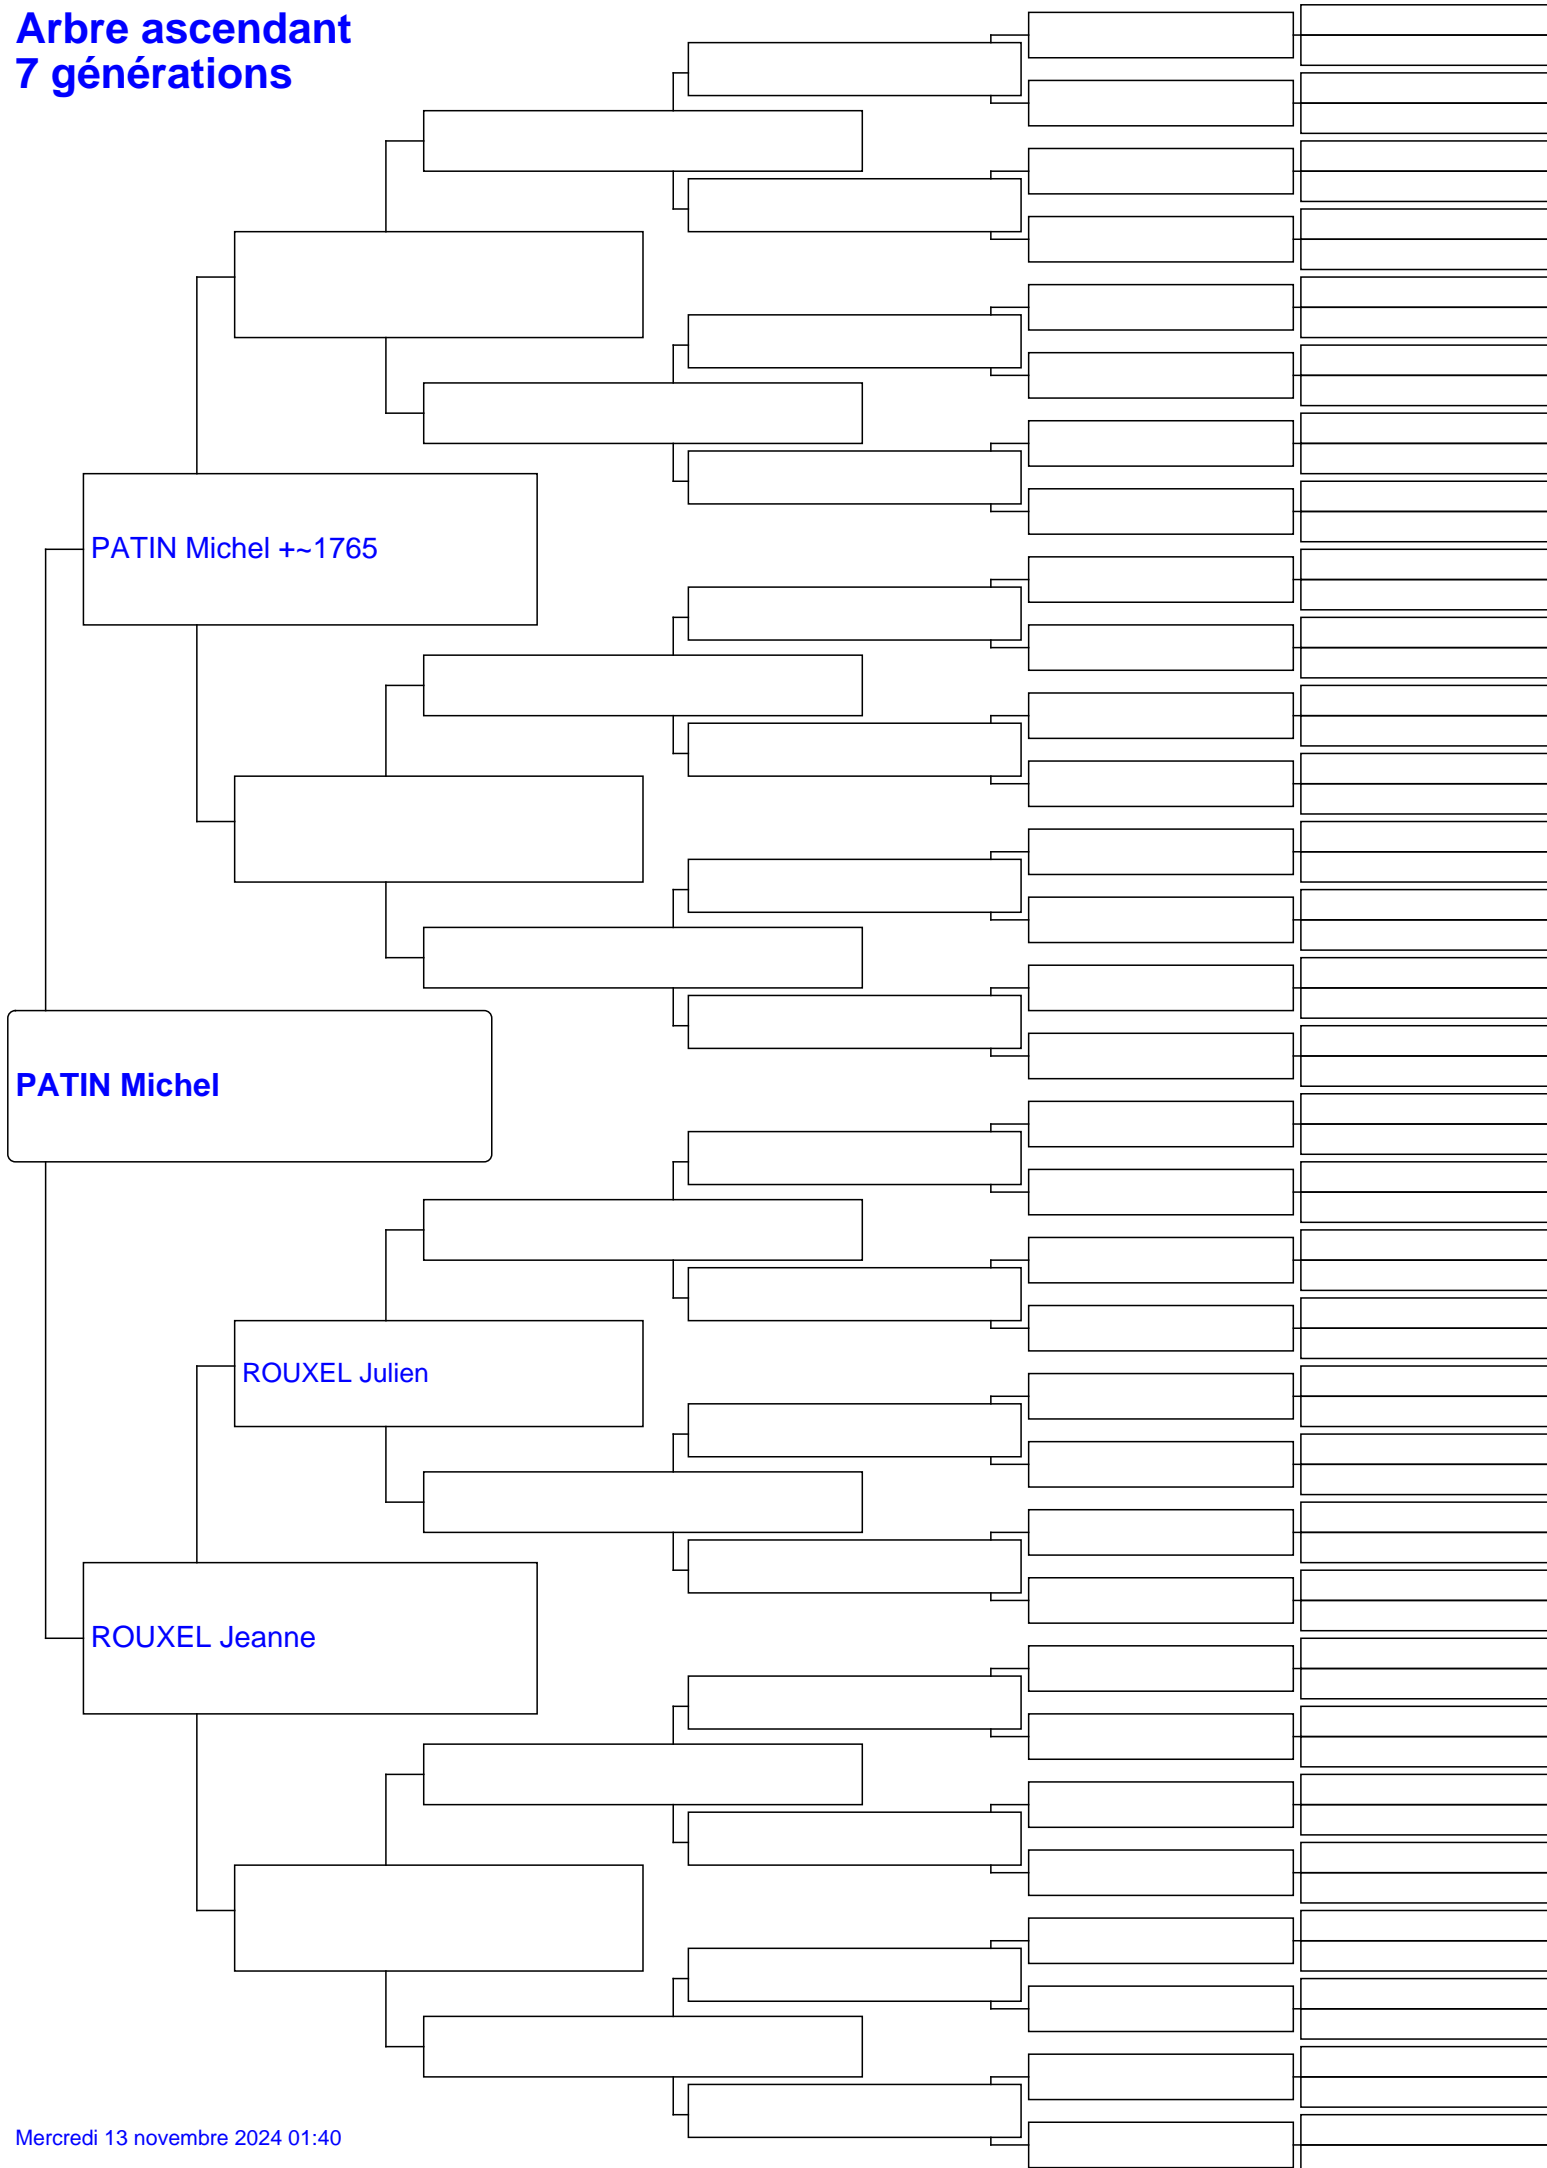 Arbre ascendant
7 générations
PATIN Michel +~1765
PATIN Michel
ROUXEL Julien
ROUXEL Jeanne
Mercredi 13 novembre 2024 01:40